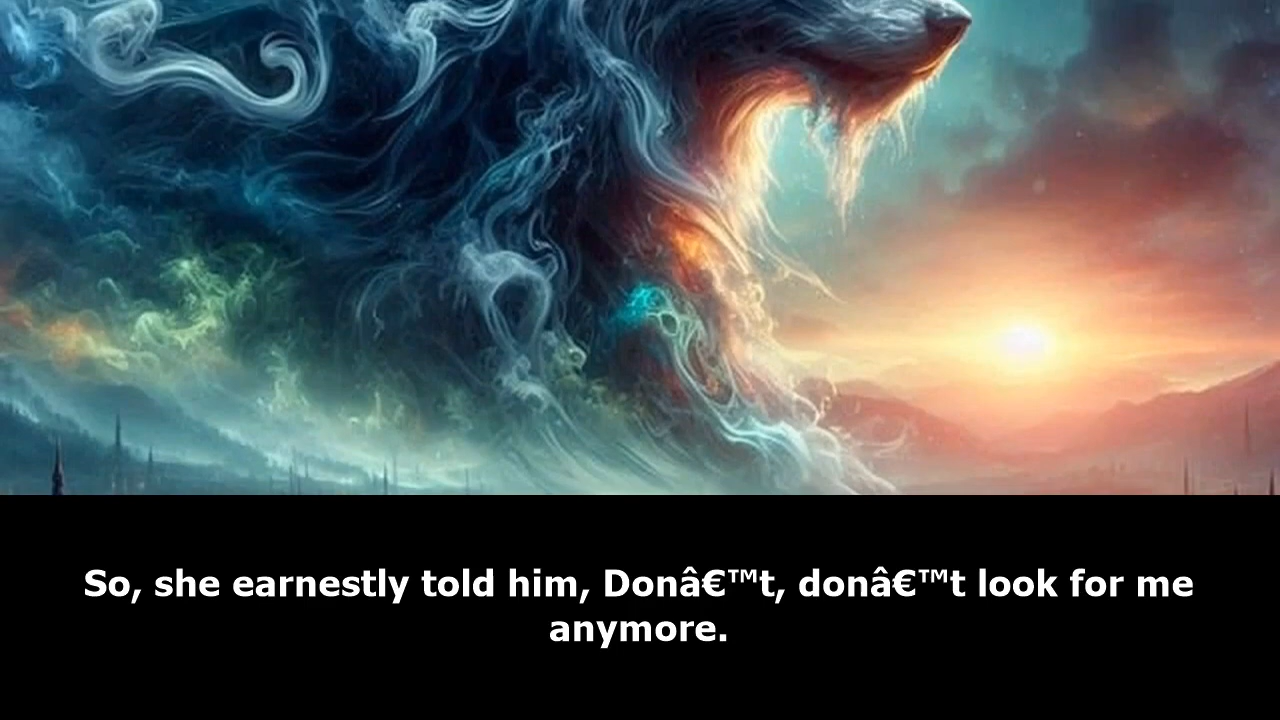 So, she earnestly told him, Donâ€™t, donâ€™t look for me
anymore.